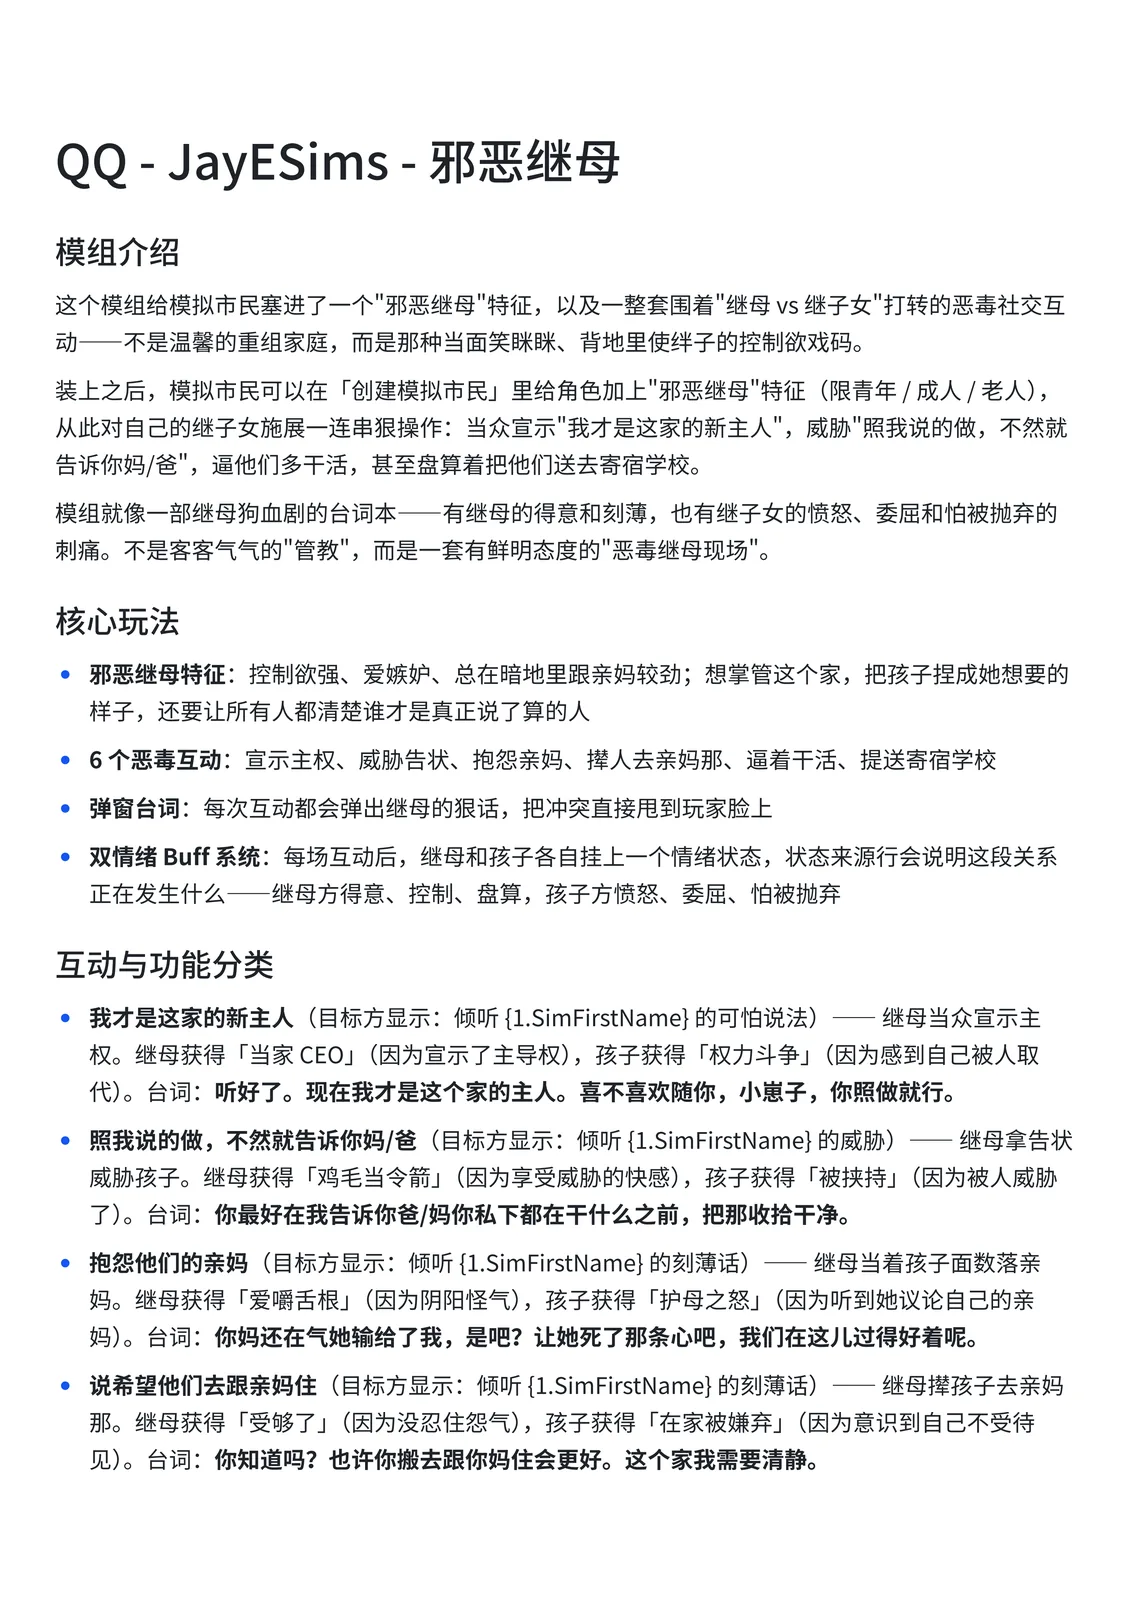 QQ - JayESims - 邪恶继母
模组介绍
这个模组给模拟市民塞进了一个"邪恶继母"特征，以及一整套围着"继母 vs 继子女"打转的恶毒社交互
动——不是温馨的重组家庭，而是那种当面笑眯眯、背地里使绊子的控制欲戏码。
装上之后，模拟市民可以在「创建模拟市民」里给角色加上"邪恶继母"特征（限青年 / 成人 / 老人），
从此对自己的继子女施展一连串狠操作：当众宣示"我才是这家的新主人"，威胁"照我说的做，不然就
告诉你妈/爸"，逼他们多干活，甚至盘算着把他们送去寄宿学校。
模组就像一部继母狗血剧的台词本——有继母的得意和刻薄，也有继子女的愤怒、委屈和怕被抛弃的
刺痛。不是客客气气的"管教"，而是一套有鲜明态度的"恶毒继母现场"。
核心玩法
• 邪恶继母特征：控制欲强、爱嫉妒、总在暗地里跟亲妈较劲；想掌管这个家，把孩子捏成她想要的
样子，还要让所有人都清楚谁才是真正说了算的人
• 6 个恶毒互动：宣示主权、威胁告状、抱怨亲妈、撵人去亲妈那、逼着干活、提送寄宿学校
• 弹窗台词：每次互动都会弹出继母的狠话，把冲突直接甩到玩家脸上
• 双情绪 Buff 系统：每场互动后，继母和孩子各自挂上一个情绪状态，状态来源行会说明这段关系
正在发生什么——继母方得意、控制、盘算，孩子方愤怒、委屈、怕被抛弃
互动与功能分类
• 我才是这家的新主人（目标方显示：倾听 {1.SimFirstName} 的可怕说法）—— 继母当众宣示主
权。继母获得「当家 CEO」（因为宣示了主导权），孩子获得「权力斗争」（因为感到自己被人取
代）。台词：听好了。现在我才是这个家的主人。喜不喜欢随你，小崽子，你照做就行。
• 照我说的做，不然就告诉你妈/爸（目标方显示：倾听 {1.SimFirstName} 的威胁）—— 继母拿告状
威胁孩子。继母获得「鸡毛当令箭」（因为享受威胁的快感），孩子获得「被挟持」（因为被人威胁
了）。台词：你最好在我告诉你爸/妈你私下都在干什么之前，把那收拾干净。
• 抱怨他们的亲妈（目标方显示：倾听 {1.SimFirstName} 的刻薄话）—— 继母当着孩子面数落亲
妈。继母获得「爱嚼舌根」（因为阴阳怪气），孩子获得「护母之怒」（因为听到她议论自己的亲
妈）。台词：你妈还在气她输给了我，是吧？让她死了那条心吧，我们在这儿过得好着呢。
• 说希望他们去跟亲妈住（目标方显示：倾听 {1.SimFirstName} 的刻薄话）—— 继母撵孩子去亲妈
那。继母获得「受够了」（因为没忍住怨气），孩子获得「在家被嫌弃」（因为意识到自己不受待
见）。台词：你知道吗？也许你搬去跟你妈住会更好。这个家我需要清静。